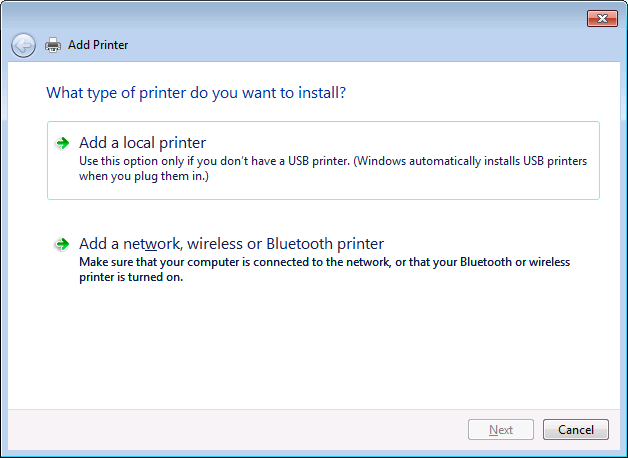 Add Printer
What type of printer do you want to install?
Add a local printer
Use this option only if you don't have a USB printer. (Windows automatically installs USB printers
when you plug them in.)
Add a network, wireless or Bluetooth printer
Make sure that your computer is connected to the network, or that your Bluetooth or wireless
printer is turned on.
Next
Cancel